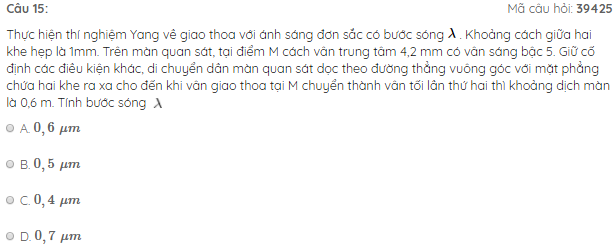 Câu 15: Mã câu hỏi: 39425
Thực hiện thí nghiệm Yang về giao thoa với ánh sáng đơn sắc có bước sóng λ . Khoảng cách giữa hai
khe hẹp là 1mm. Trên màn quan sát, tại điểm M cách vân trung tâm 4,2 mm có vân sáng bậc 5. Giữ cố
định các điều kiện khác, di chuyển dần màn quan sát dọc theo đường thẳng vuông góc với mặt phẳng
chứa hai khe ra xa cho đến khi vân giao thoa tại M chuyển thành vân tối lần thứ hai thì khoảng dịch màn
là 0,6 m. Tính bước sóng λ
A. 0,6 μm
B. 0,5 μm
C. 0,4 μm
D. 0,7 μm